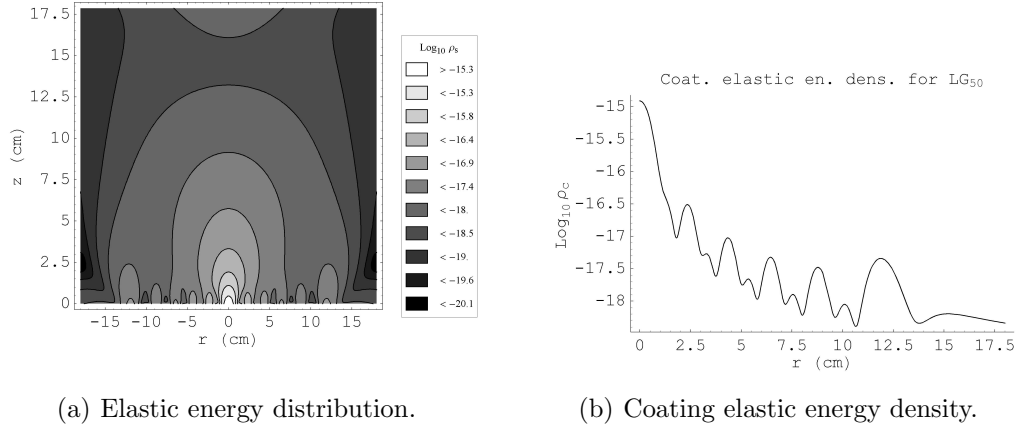 17.5
15
12.5
10
7.5
5
2.5
0
z (cm)
-15 -10 -5 0 5 10 15
r (cm)
Log₁₀ ρₛ
> −15.3
< −15.3
< −15.8
< −16.4
< −16.9
< −17.4
< −18.
< −18.5
< −19.
< −19.6
< −20.1
Coat. elastic en. dens. for LG₅₀
-15
-15.5
-16
-16.5
-17
-17.5
-18
Log₁₀ ρ꜀
0 2.5 5 7.5 10 12.5 15 17.5
r (cm)
(a) Elastic energy distribution.
(b) Coating elastic energy density.